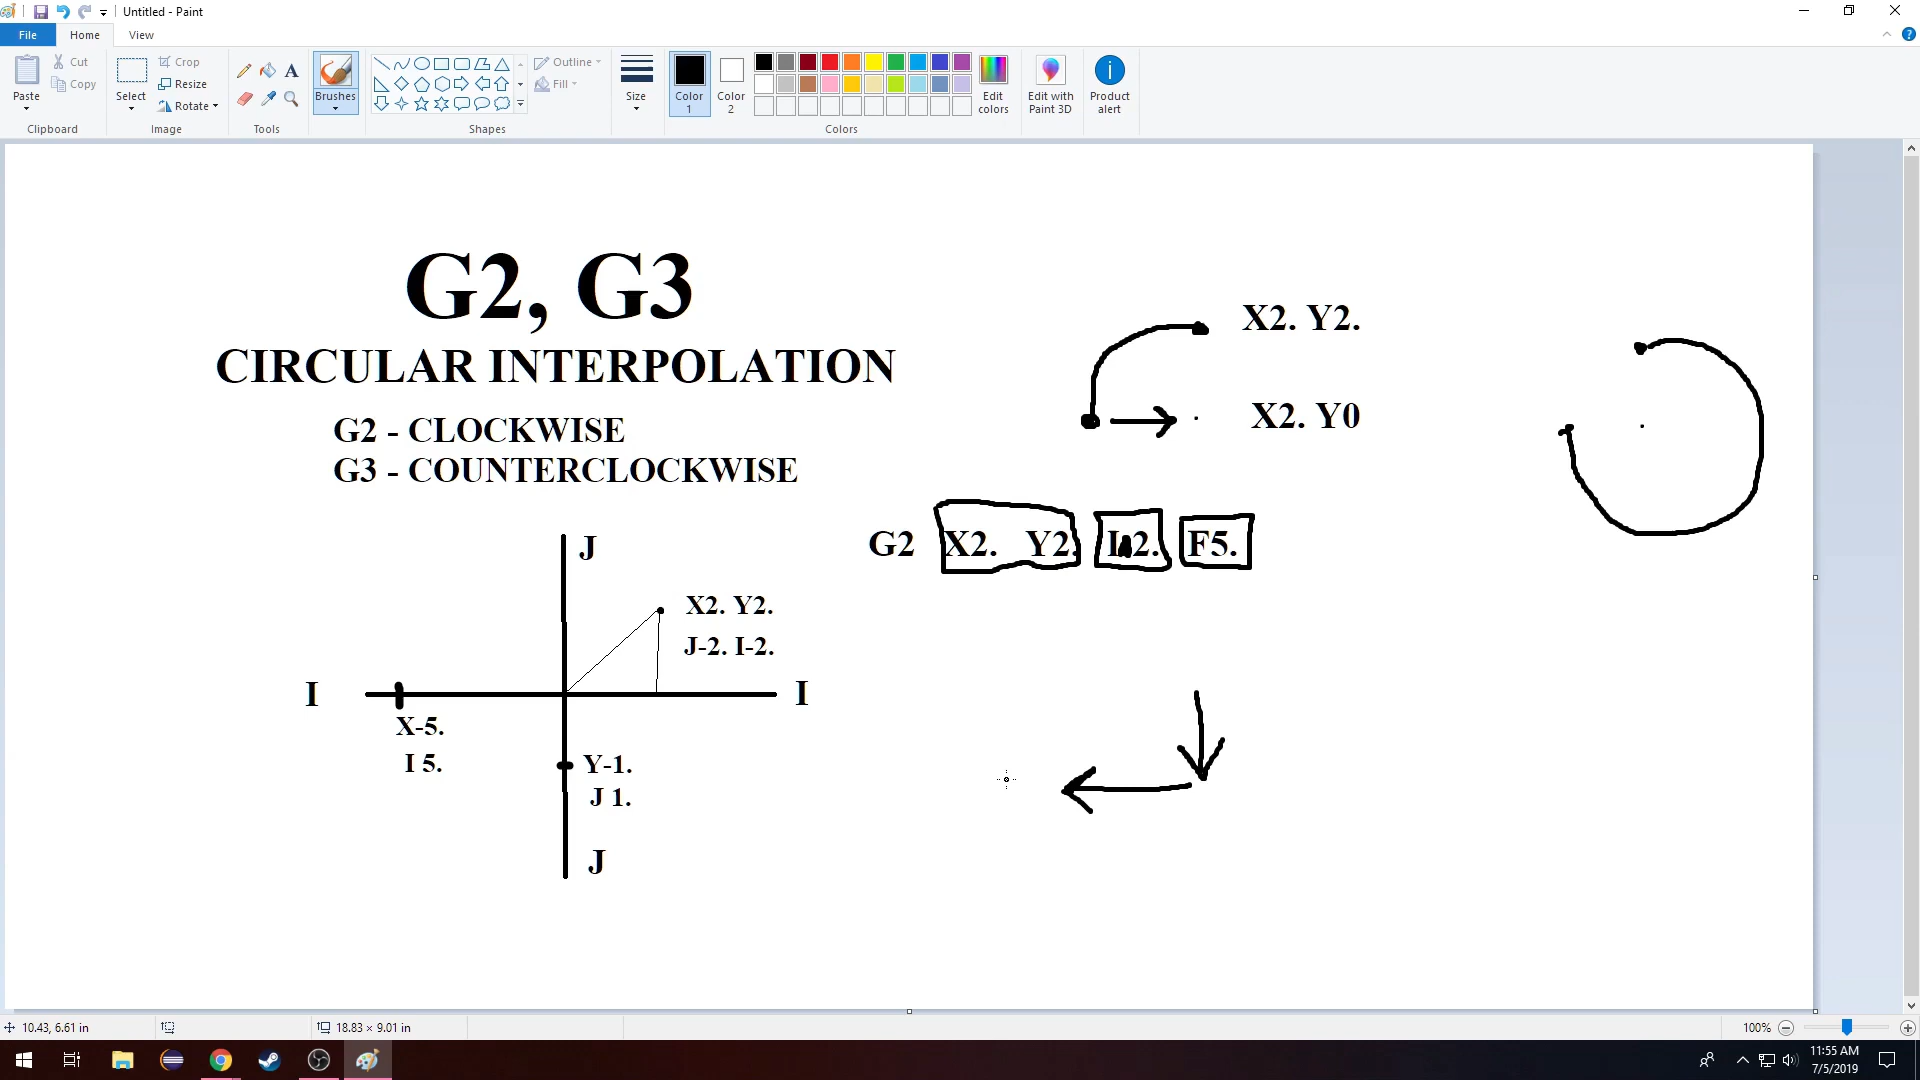 Untitled - Paint
File Home View
Paste
Cut
Copy
Clipboard
Select
Crop
Resize
Rotate
Image
Tools
Brushes
Outline
Fill
Shapes
Size
Color 1
Color 2
Edit colors
Colors
Edit with Paint 3D
Product alert
G2, G3
CIRCULAR INTERPOLATION
G2 - CLOCKWISE
G3 - COUNTERCLOCKWISE
X2. Y2.
X2. Y0
G2 X2. Y2. I 2. F5.
J
X2. Y2.
J-2. I-2.
I
I
X-5.
I 5.
Y-1.
J 1.
J
10.43, 6.61 in
18.83 × 9.01 in
100%
11:55 AM
7/5/2019